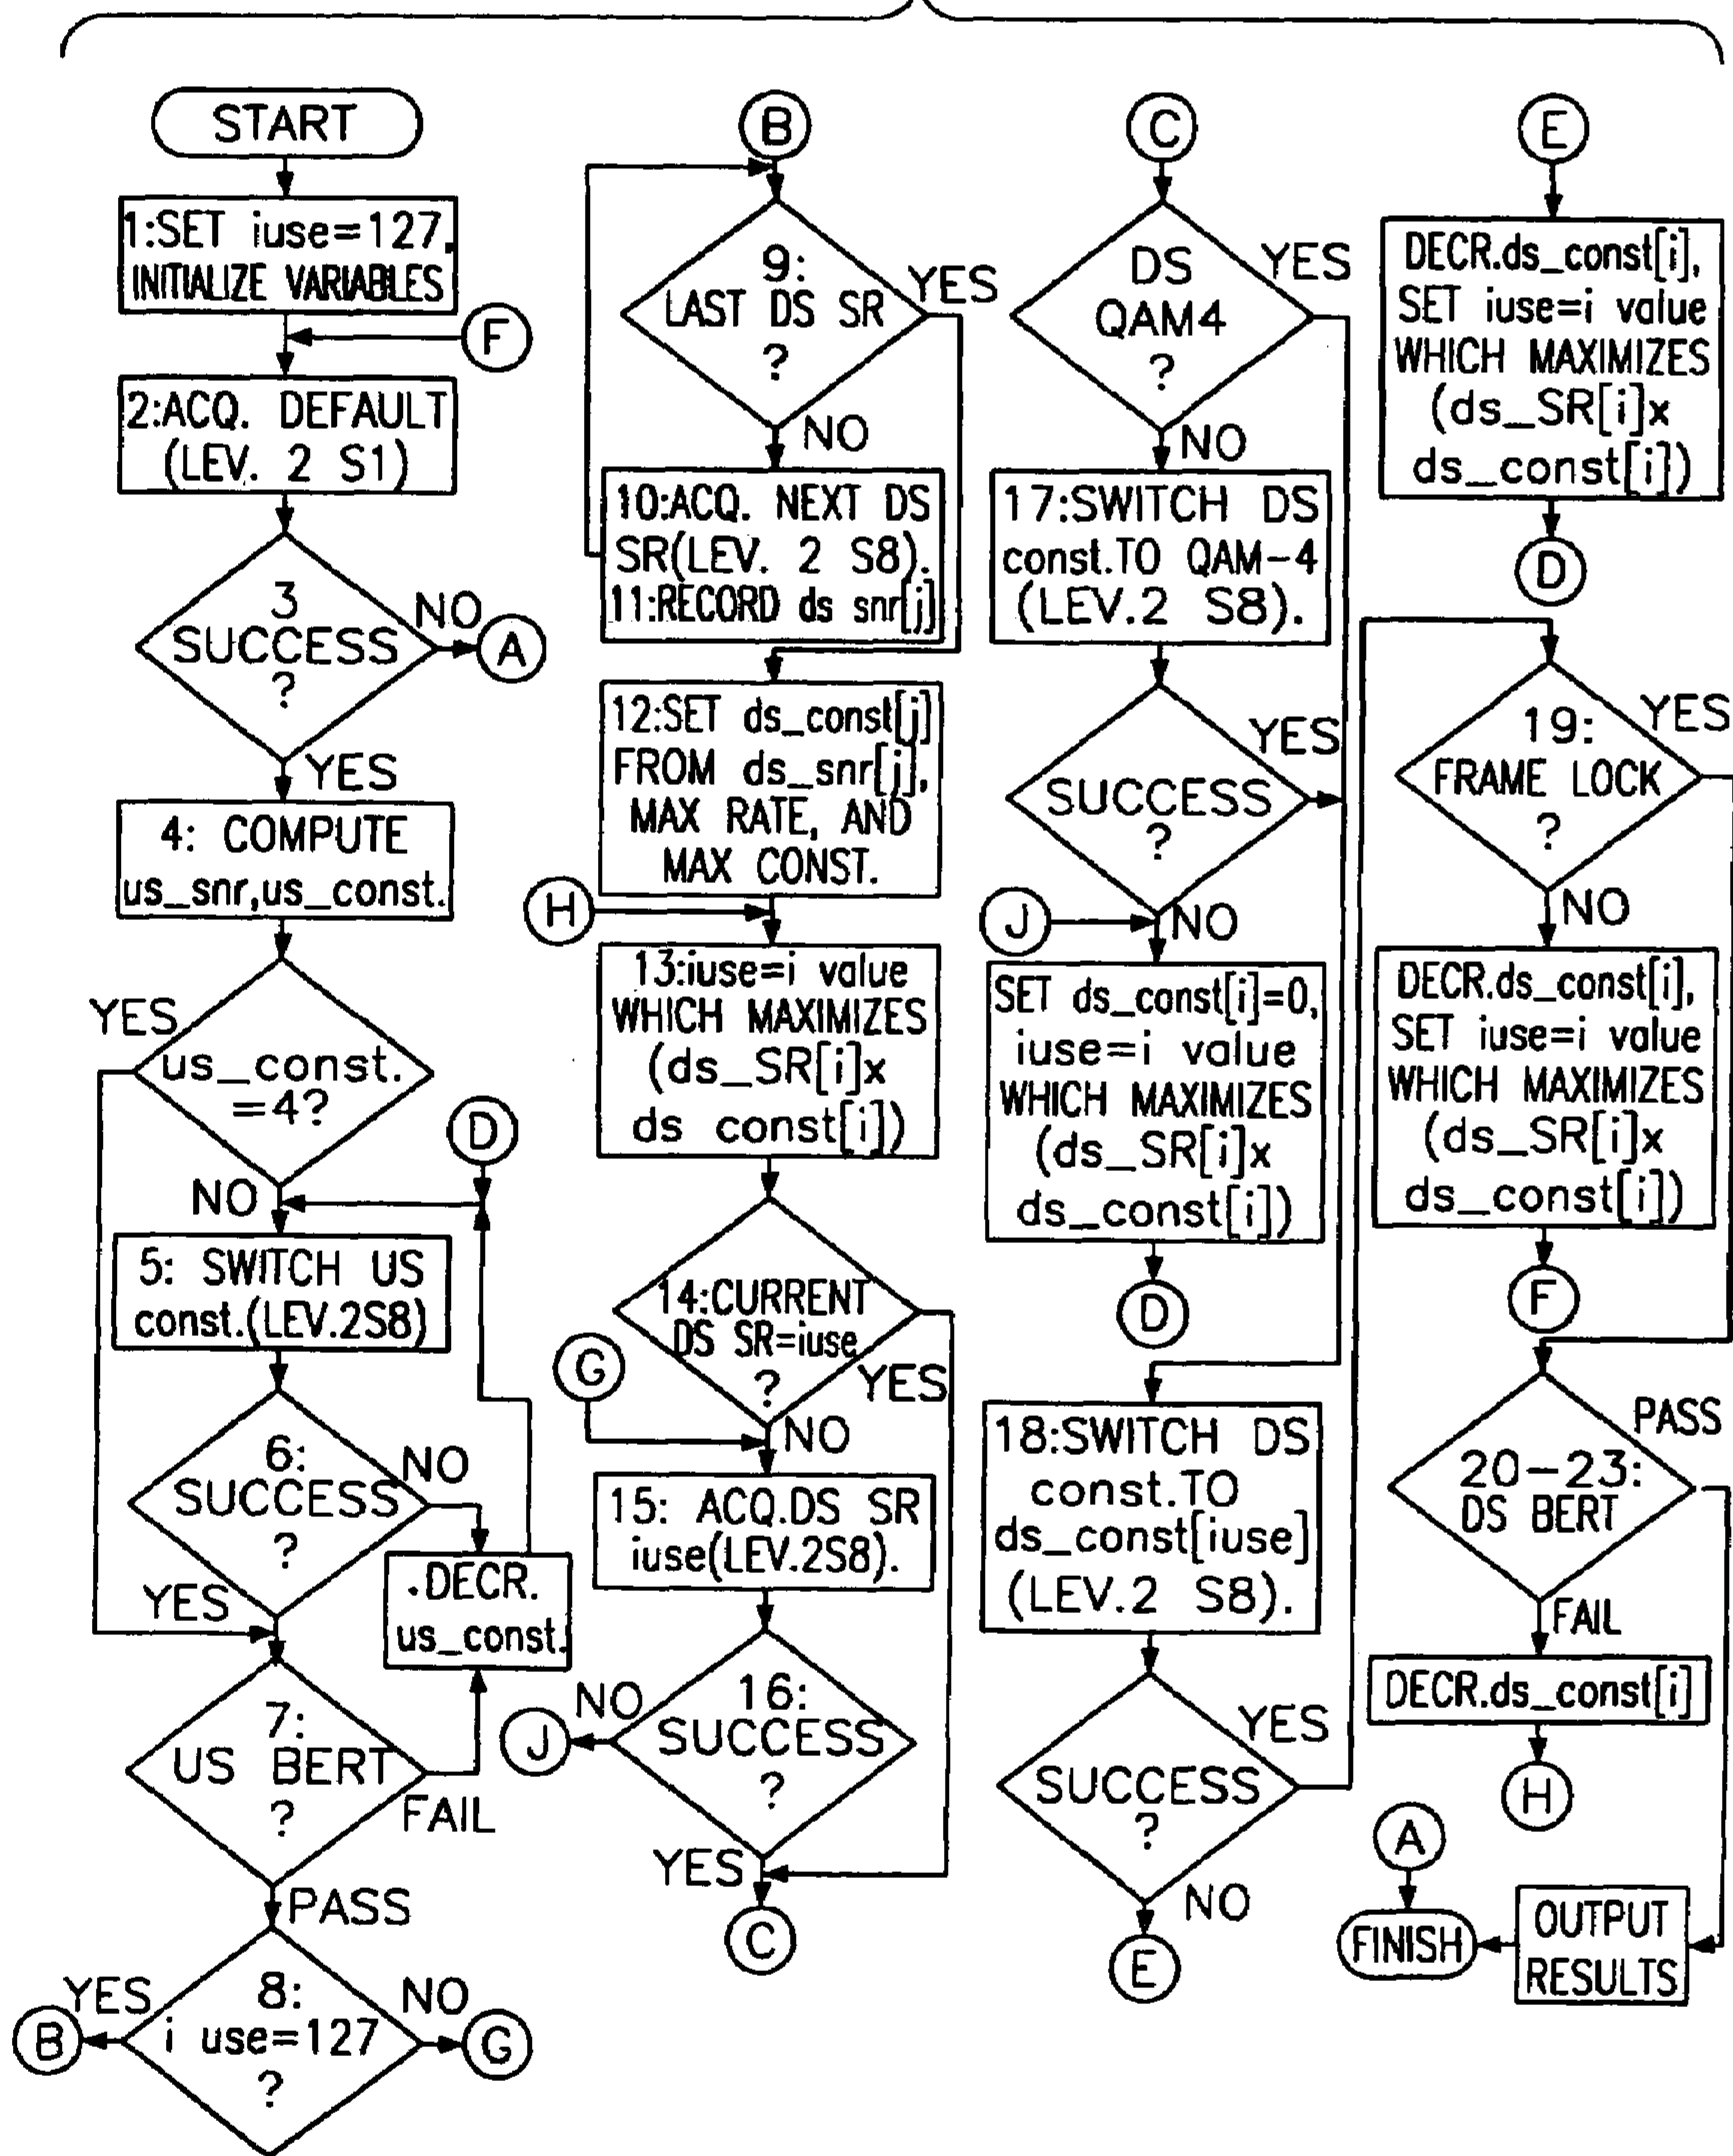 START
1:SET iuse=127,
INITIALIZE VARIABLES
F
2:ACQ. DEFAULT
(LEV. 2 S1)
3
SUCCESS
?
NO
A
YES
4: COMPUTE
us_snr,us_const.
YES
us_const.
=4?
D
NO
5: SWITCH US
const.(LEV.2S8)
6:
SUCCESS
?
NO
YES
.DECR.
us_const.
7:
US BERT
?
FAIL
PASS
YES
8:
i use=127
?
NO
B
G
B
9:
LAST DS SR
?
YES
NO
10:ACQ. NEXT DS
SR(LEV. 2 S8).
11:RECORD ds snr[j]
12:SET ds_const[j]
FROM ds_snr[j],
MAX RATE, AND
MAX CONST.
H
13:iuse=i value
WHICH MAXIMIZES
(ds_SR[i]x
ds const[i])
14:CURRENT
DS SR=iuse
?
G
YES
NO
15: ACQ.DS SR
iuse(LEV.2S8).
NO
16:
SUCCESS
?
J
YES
C
C
DS
QAM4
?
YES
NO
17:SWITCH DS
const.TO QAM-4
(LEV.2 S8).
YES
SUCCESS
?
J
NO
SET ds_const[i]=0,
iuse=i value
WHICH MAXIMIZES
(ds_SR[i]x
ds_const[i])
D
18:SWITCH DS
const.TO
ds_const[iuse]
(LEV.2 S8).
YES
SUCCESS
?
NO
E
E
DECR.ds_const[i],
SET iuse=i value
WHICH MAXIMIZES
(ds_SR[i]x
ds_const[i])
D
19:
FRAME LOCK
?
YES
NO
DECR.ds_const[i],
SET iuse=i value
WHICH MAXIMIZES
(ds_SR[i]x
ds_const[i])
F
PASS
20-23:
DS BERT
FAIL
DECR.ds_const[i]
H
A
FINISH
OUTPUT
RESULTS